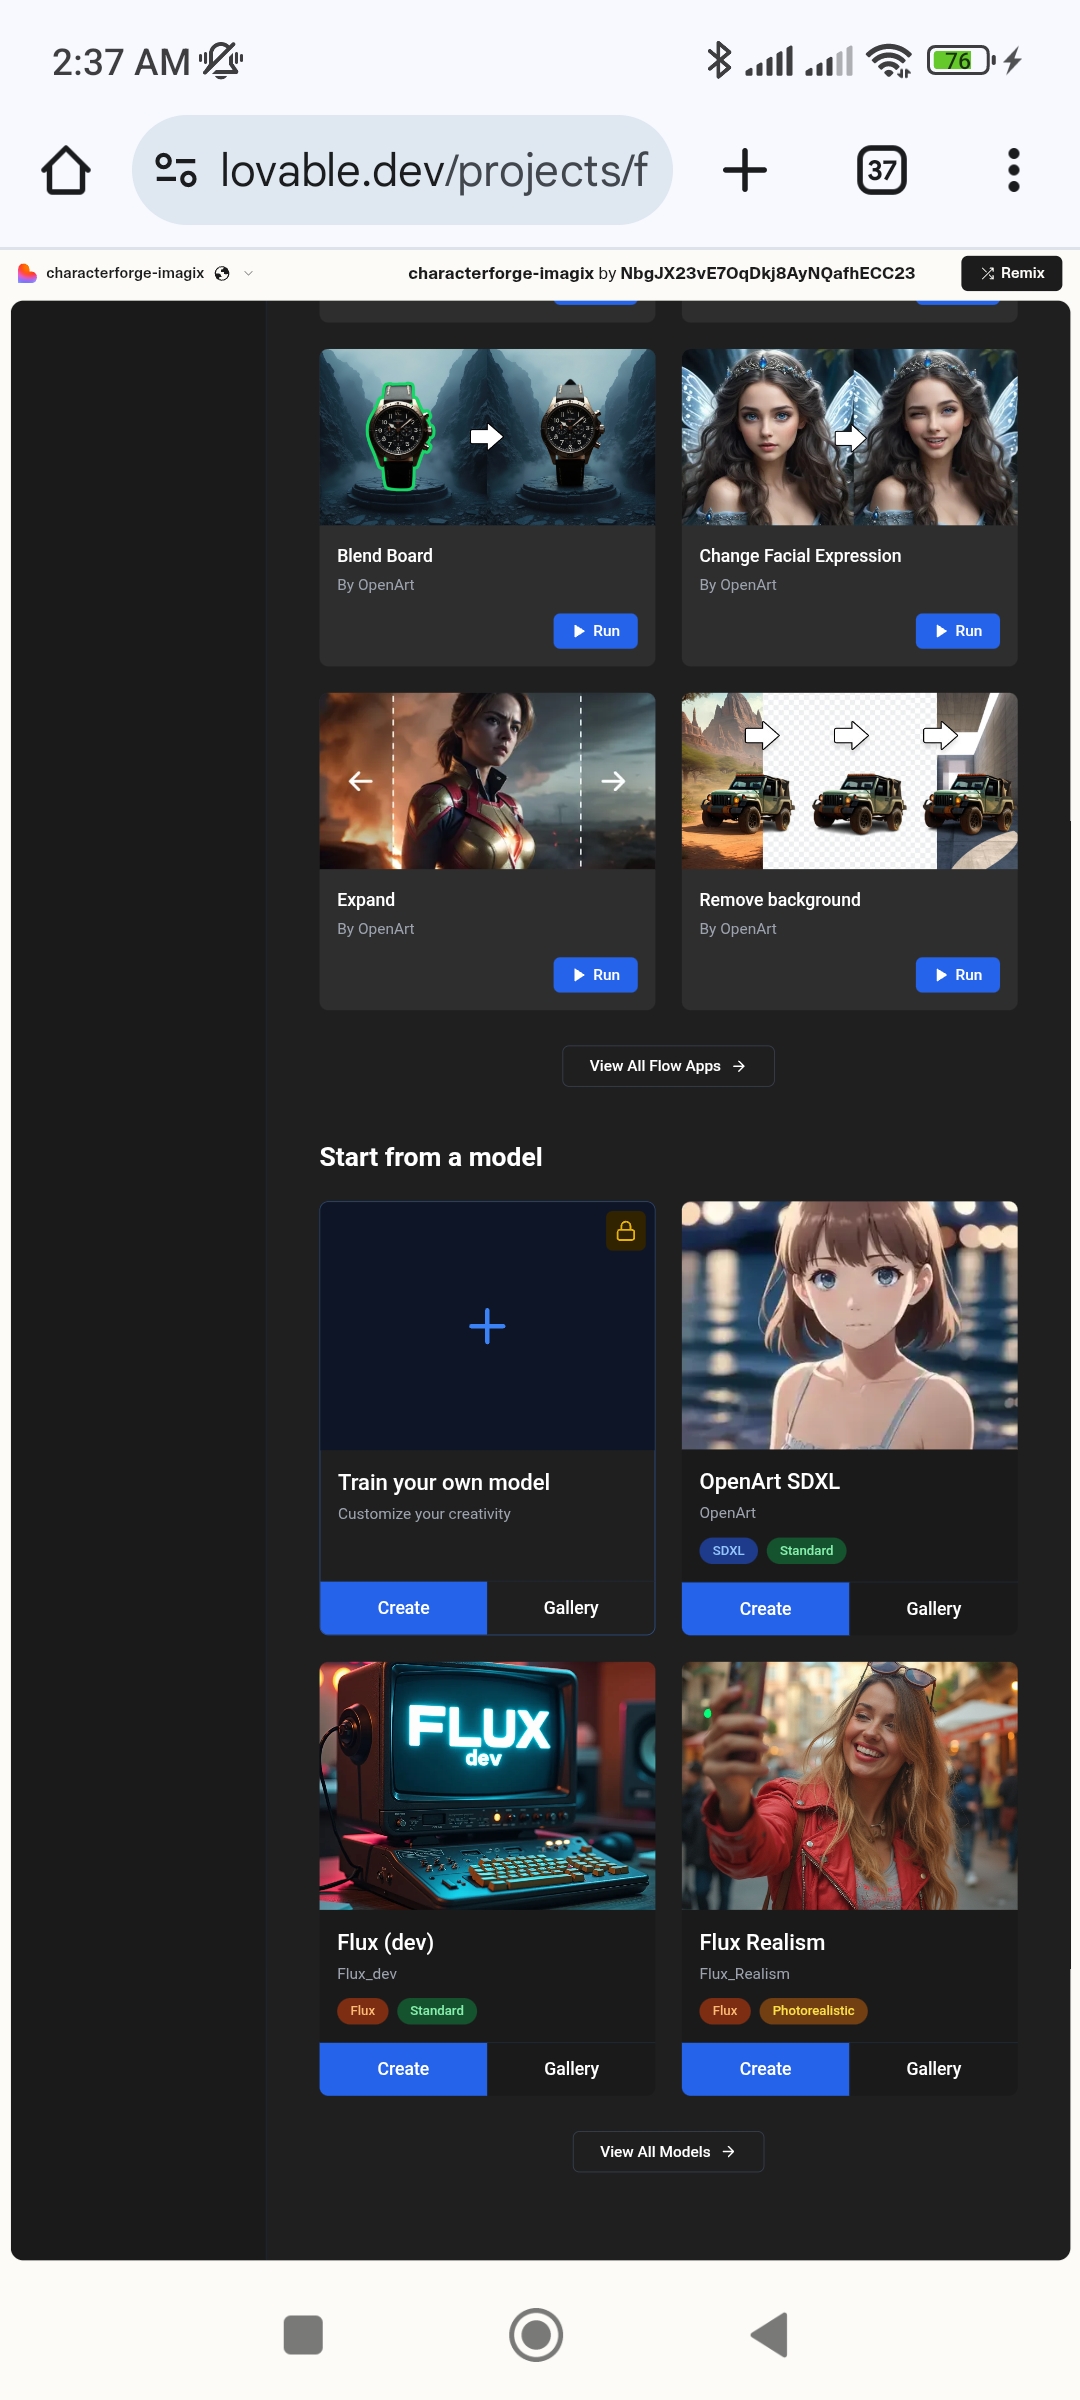 2:37 AM
76
lovable.dev/projects/f
37
characterforge-imagix
characterforge-imagix by NbgJX23vE7OqDkj8AyNQafhECC23
Remix
Blend Board
By OpenArt
Run
Change Facial Expression
By OpenArt
Run
Expand
By OpenArt
Run
Remove background
By OpenArt
Run
View All Flow Apps
Start from a model
Train your own model
Customize your creativity
Create
Gallery
OpenArt SDXL
OpenArt
SDXL
Standard
Create
Gallery
FLUX
dev
Flux (dev)
Flux_dev
Flux
Standard
Create
Gallery
Flux Realism
Flux_Realism
Flux
Photorealistic
Create
Gallery
View All Models